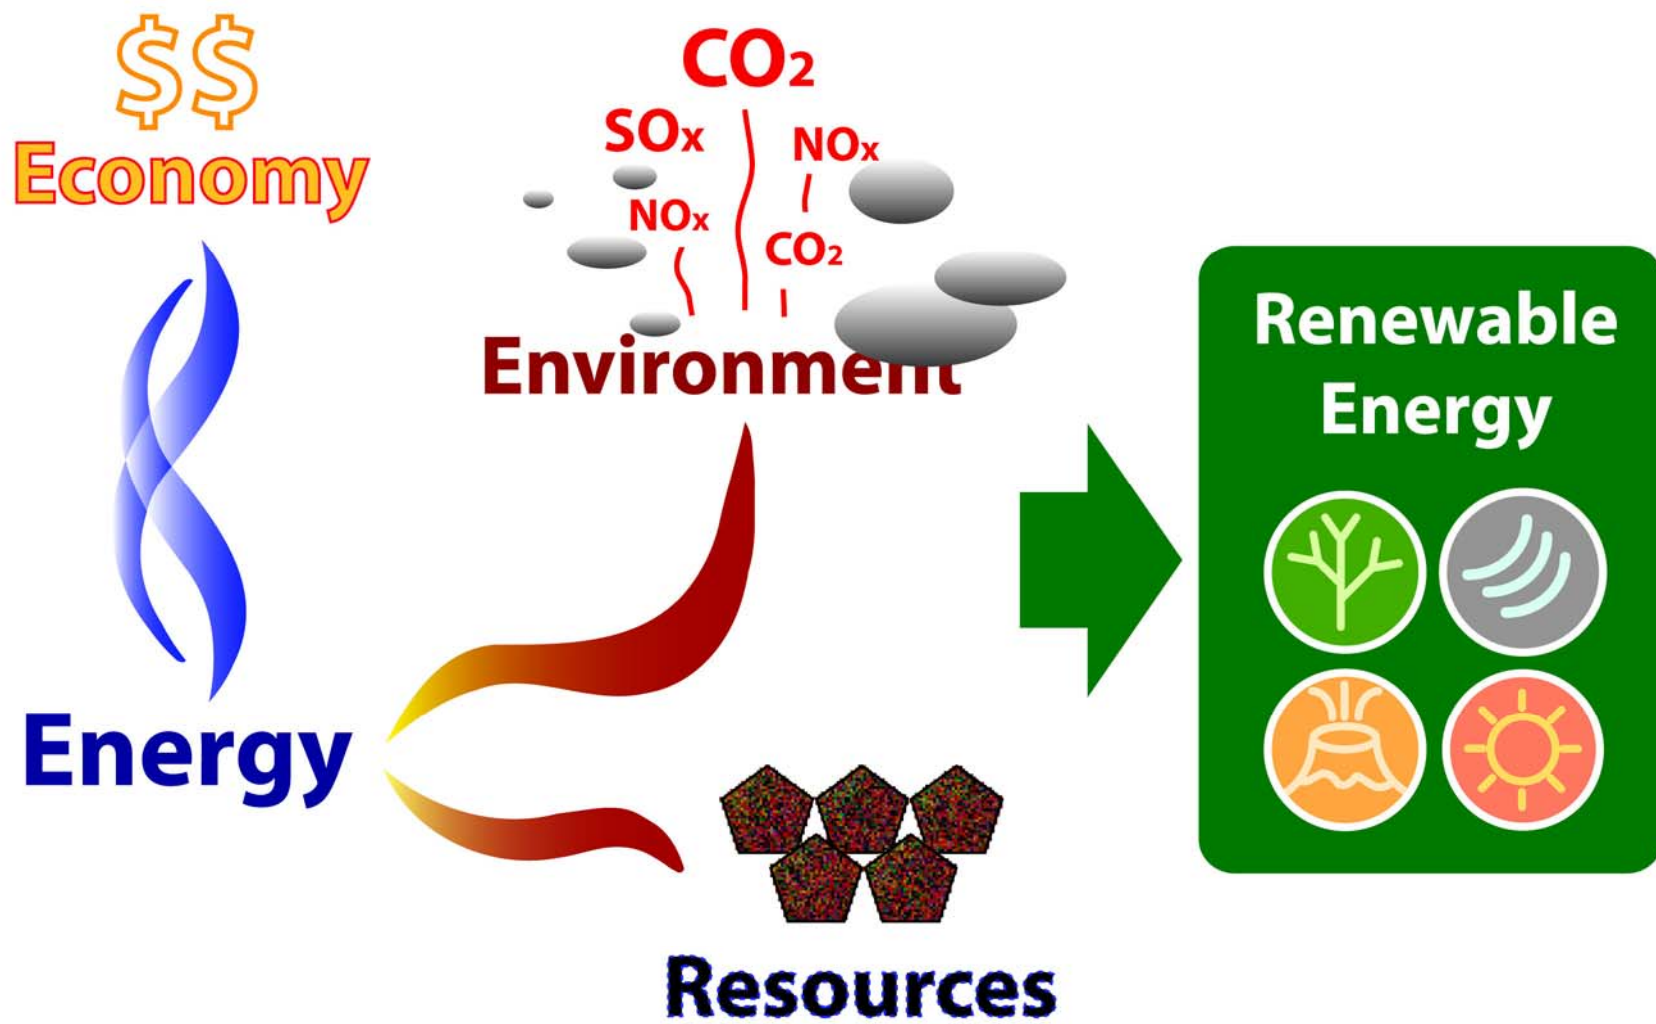 $$
Economy
CO₂
SOx
NOx
NOx
CO₂
Environment
Energy
Resources
Renewable
Energy